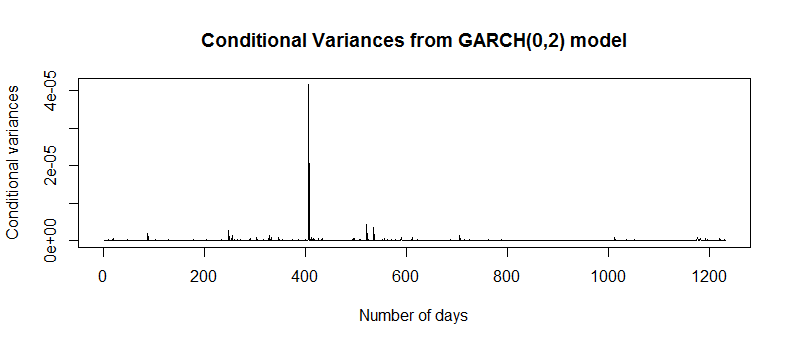 Conditional Variances from GARCH(0,2) model
Conditional variances
4e-05
2e-05
0e+00
0 200 400 600 800 1000 1200
Number of days